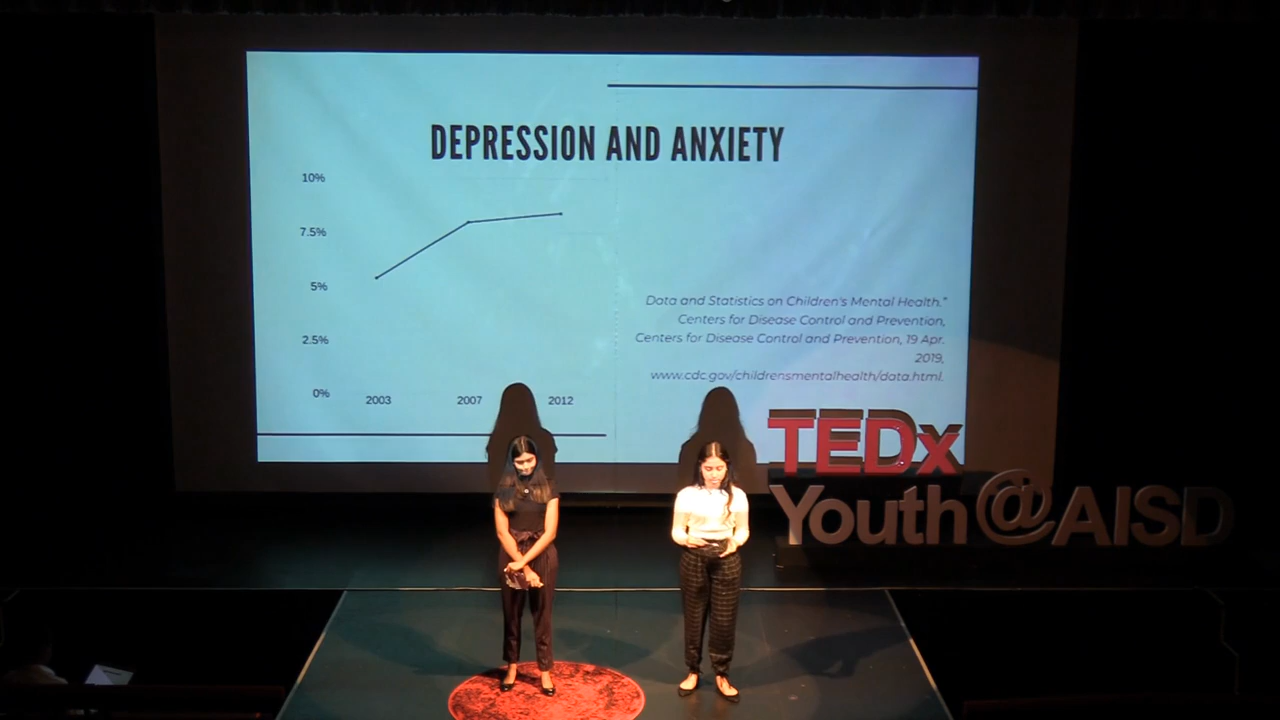 DEPRESSION AND ANXIETY
10%
7.5%
5%
2.5%
0%
2003 2007 2012
Data and Statistics on Children's Mental Health."
Centers for Disease Control and Prevention,
Centers for Disease Control and Prevention, 19 Apr.
2019,
www.cdc.gov/childrensmentalhealth/data.html.
TEDx
Youth@AISD